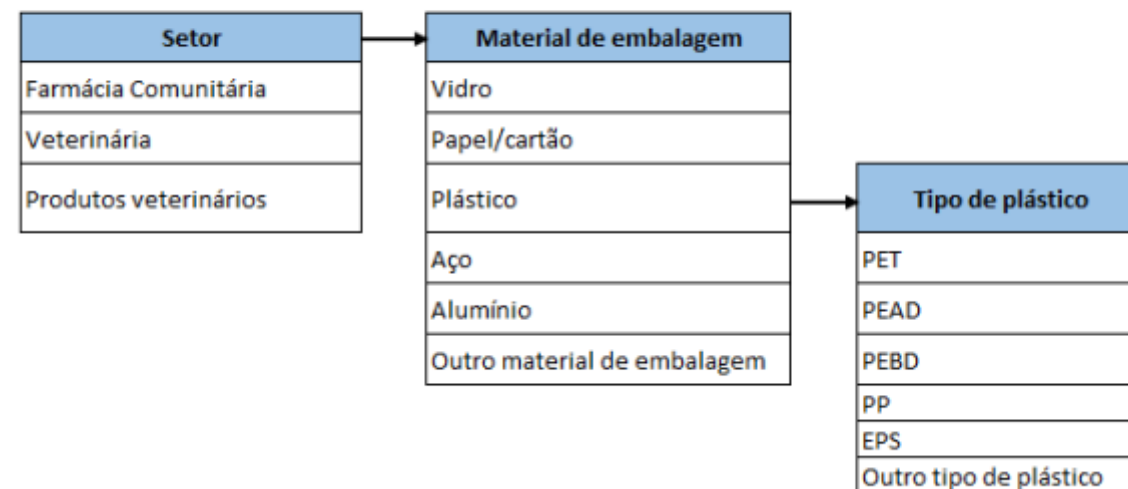 Setor
Farmácia Comunitária
Veterinária
Produtos veterinários
Material de embalagem
Vidro
Papel/cartão
Plástico
Aço
Alumínio
Outro material de embalagem
Tipo de plástico
PET
PEAD
PEBD
PP
EPS
Outro tipo de plástico